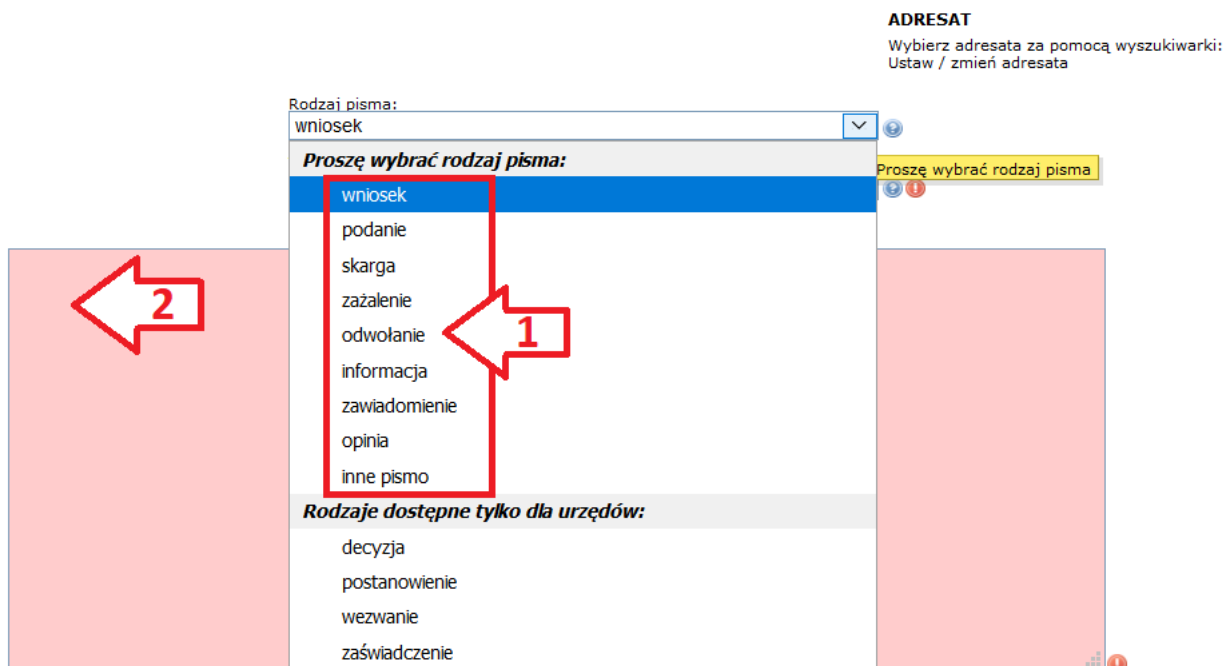 ADRESAT
Wybierz adresata za pomocą wyszukiwarki:
Ustaw / zmień adresata
Rodzaj pisma:
wniosek
Proszę wybrać rodzaj pisma:
Proszę wybrać rodzaj pisma
wniosek
podanie
skarga
zażalenie
2
odwołanie
1
informacja
zawiadomienie
opinia
inne pismo
Rodzaje dostępne tylko dla urzędów:
decyzja
postanowienie
wezwanie
zaświadczenie